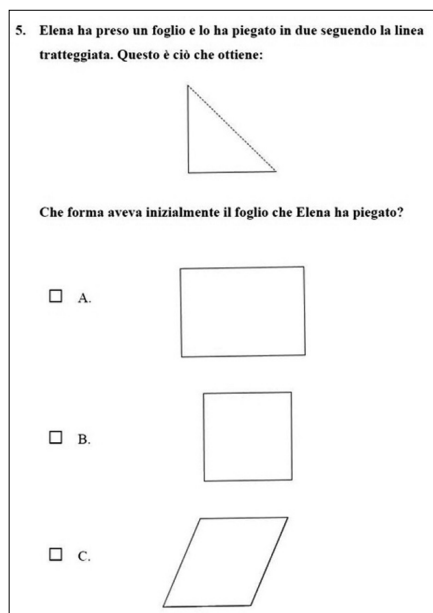 5. Elena ha preso un foglio e lo ha piegato in due seguendo la linea
tratteggiata. Questo è ciò che ottiene:
Che forma aveva inizialmente il foglio che Elena ha piegato?
☐ A.
☐ B.
☐ C.